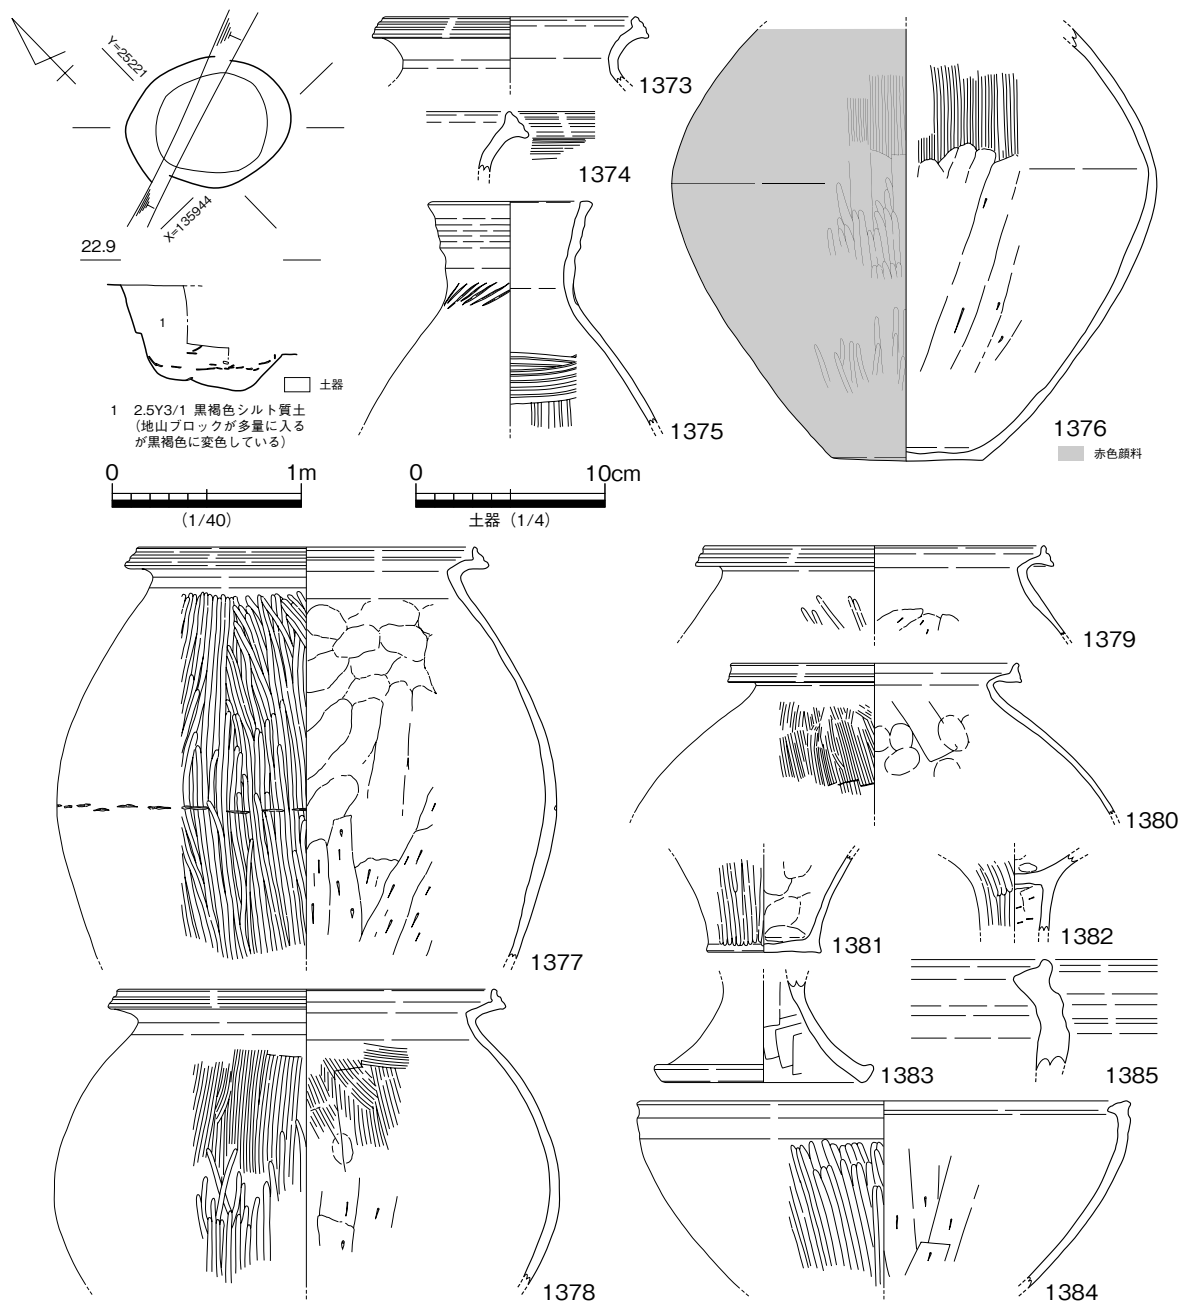 Y=25221
X=135944
22.9
1
土器
1 2.5Y3/1 黒褐色シルト質土
(地山ブロックが多量に入る
が黒褐色に変色している)
0 1m
(1/40)
0 10cm
土器 (1/4)
1373
1374
1375
1376
赤色顔料
1377
1378
1379
1380
1381
1382
1383
1385
1384